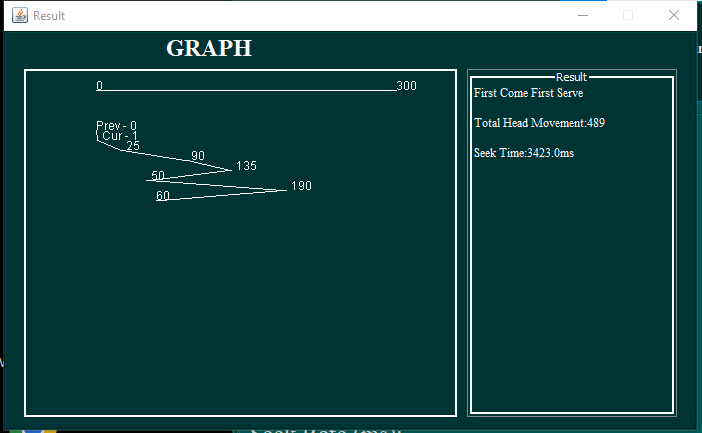 Result
GRAPH
0 300
Prev - 0
Cur - 1
25
90
135
50
190
60
Result
First Come First Serve
Total Head Movement:489
Seek Time:3423.0ms